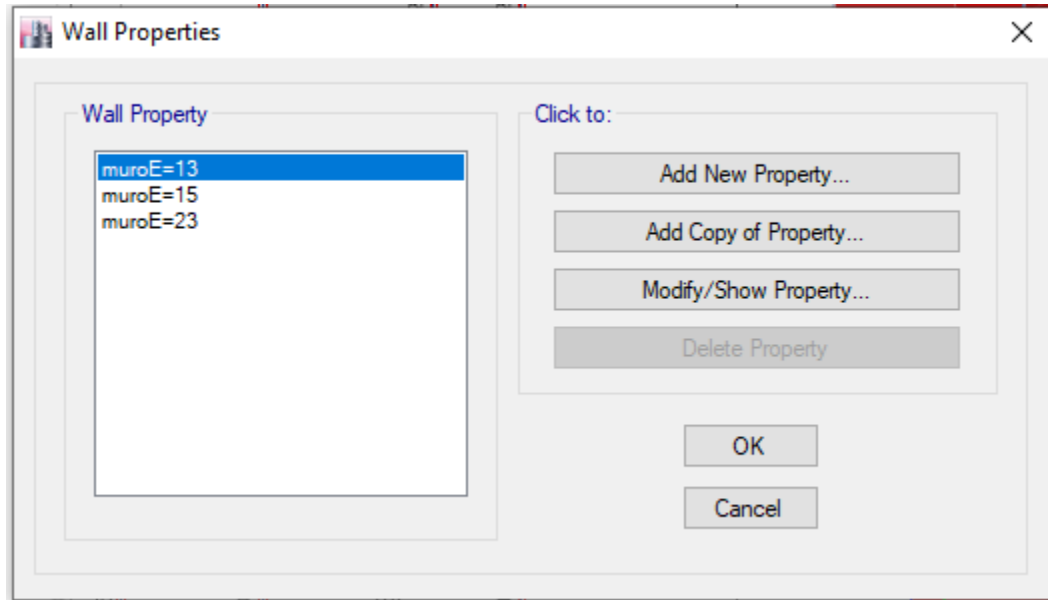 Wall Properties
Wall Property
muroE=13
muroE=15
muroE=23
Click to:
Add New Property...
Add Copy of Property...
Modify/Show Property...
Delete Property
OK
Cancel